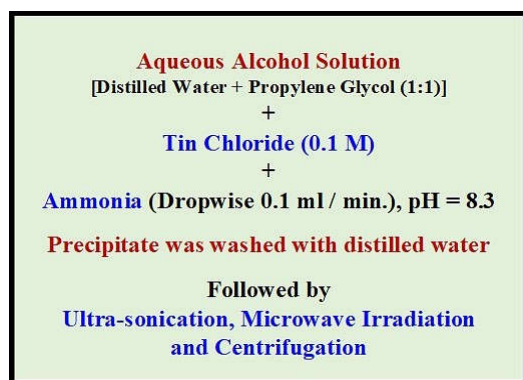 Aqueous Alcohol Solution
[Distilled Water + Propylene Glycol (1:1)]
+
Tin Chloride (0.1 M)
+
Ammonia (Dropwise 0.1 ml / min.), pH = 8.3
Precipitate was washed with distilled water
Followed by
Ultra-sonication, Microwave Irradiation
and Centrifugation